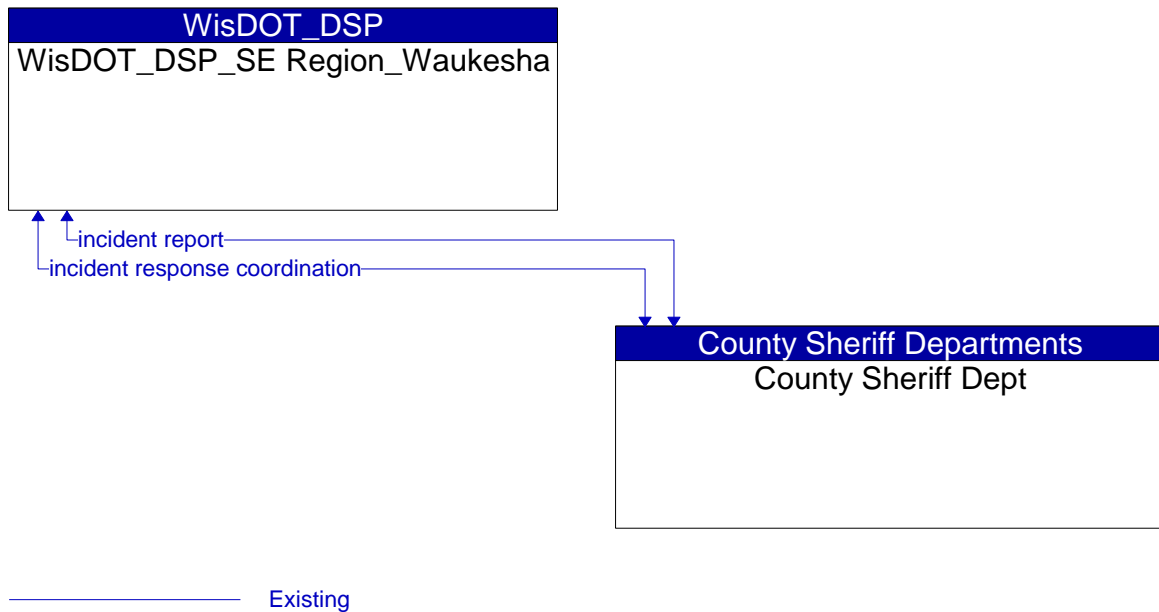 WisDOT_DSP
WisDOT_DSP_SE Region_Waukesha
incident report
incident response coordination
County Sheriff Departments
County Sheriff Dept
Existing